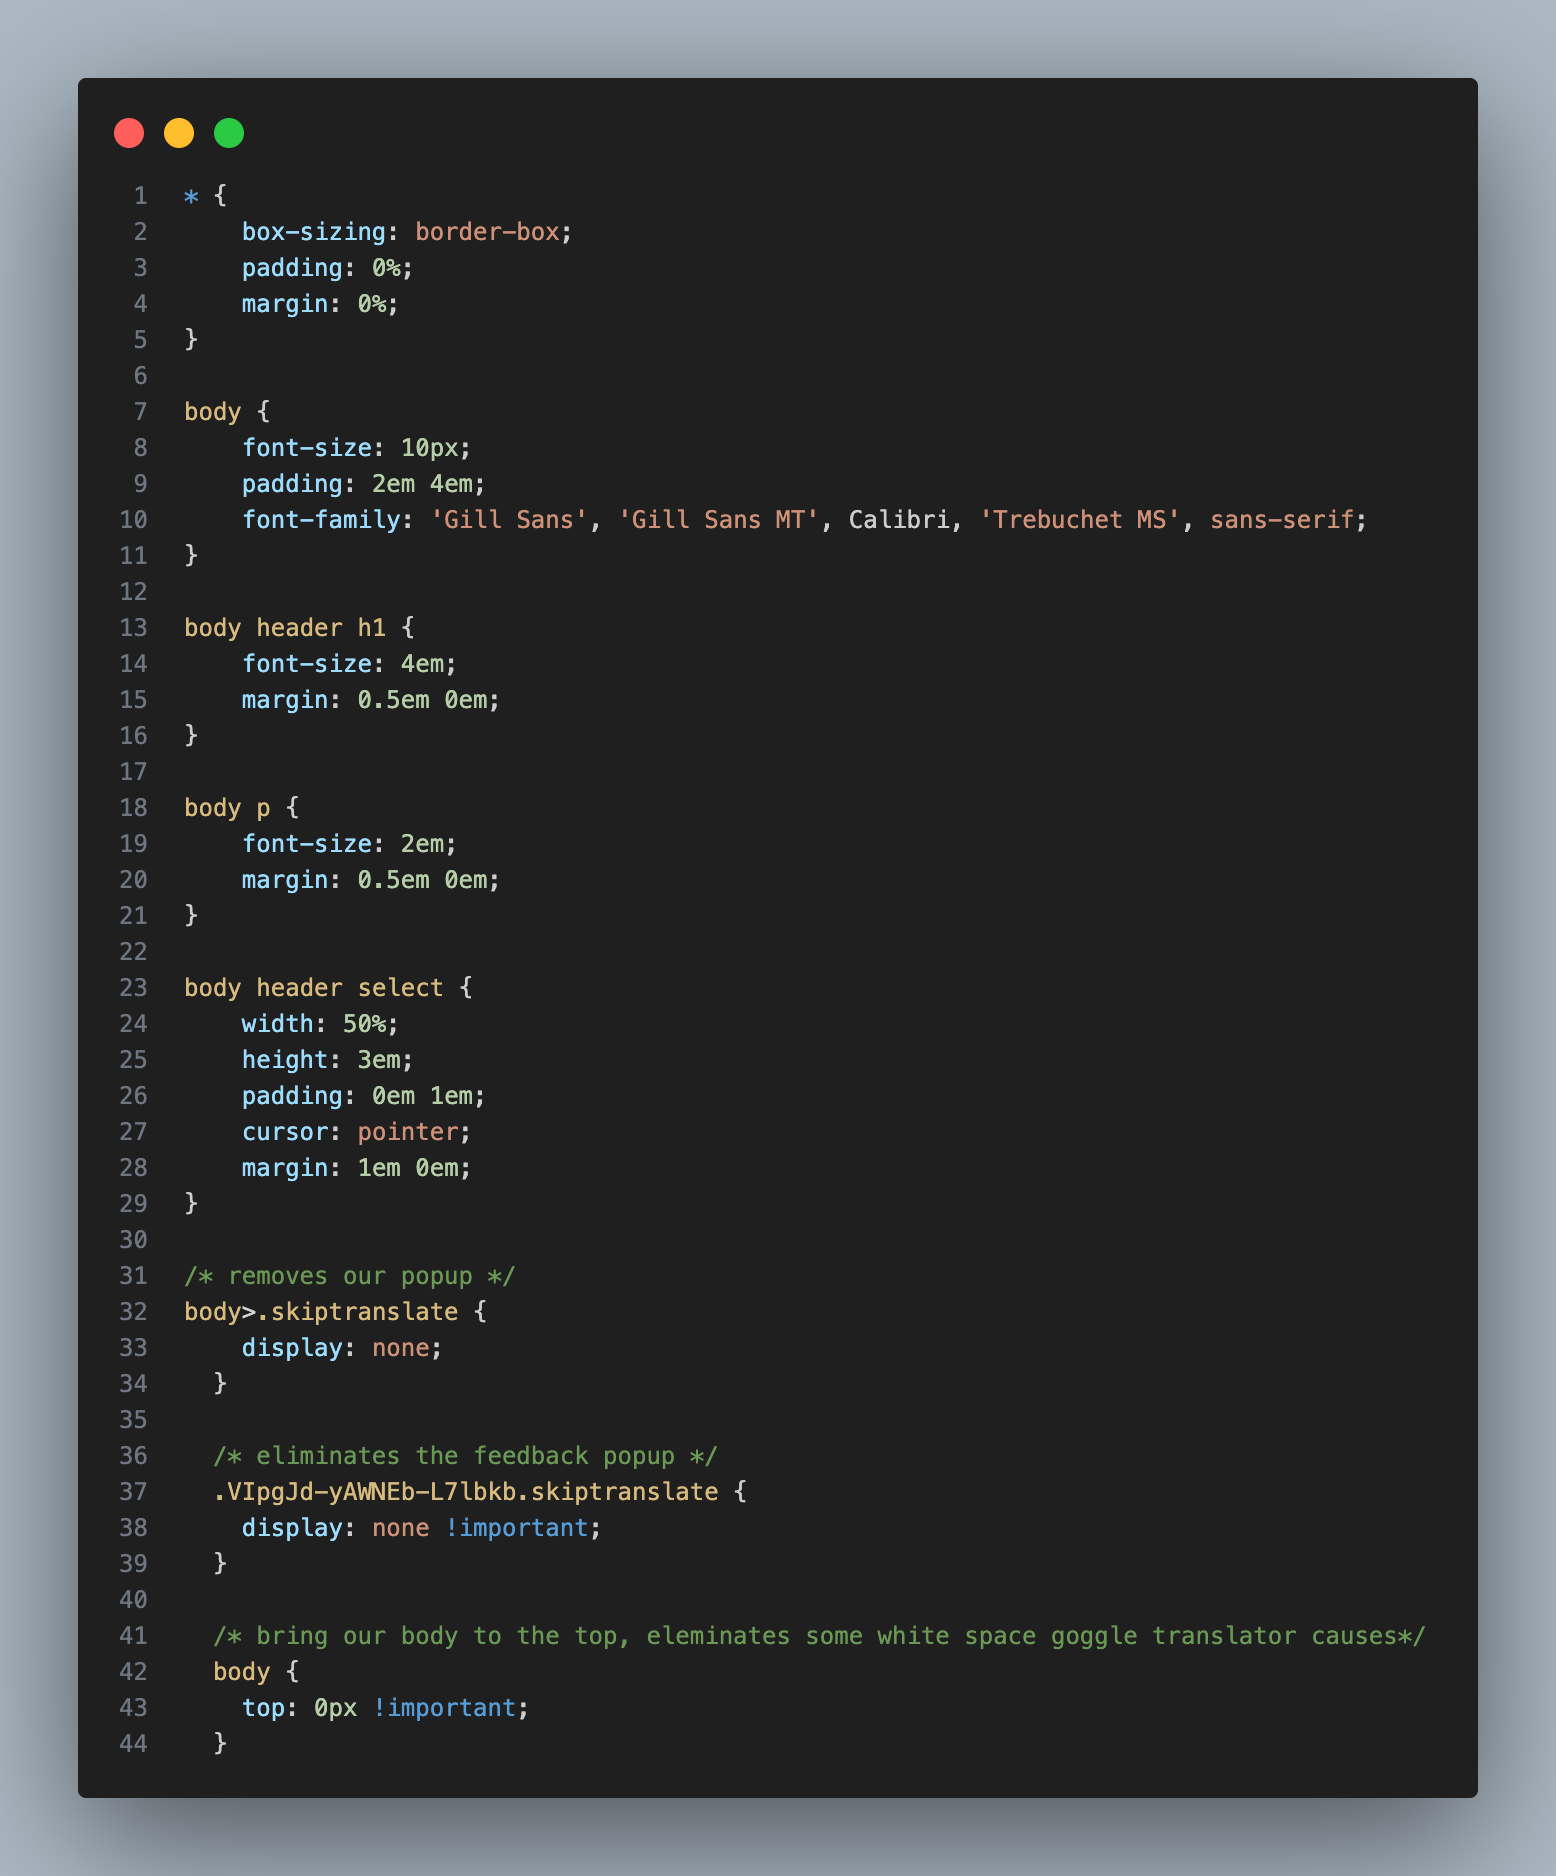 1 * {
2     box-sizing: border-box;
3     padding: 0%;
4     margin: 0%;
5 }
6
7 body {
8     font-size: 10px;
9     padding: 2em 4em;
10     font-family: 'Gill Sans', 'Gill Sans MT', Calibri, 'Trebuchet MS', sans-serif;
11 }
12
13 body header h1 {
14     font-size: 4em;
15     margin: 0.5em 0em;
16 }
17
18 body p {
19     font-size: 2em;
20     margin: 0.5em 0em;
21 }
22
23 body header select {
24     width: 50%;
25     height: 3em;
26     padding: 0em 1em;
27     cursor: pointer;
28     margin: 1em 0em;
29 }
30
31 /* removes our popup */
32 body>.skiptranslate {
33     display: none;
34   }
35
36   /* eliminates the feedback popup */
37   .VIpgJd-yAWNEb-L7lbkb.skiptranslate {
38     display: none !important;
39   }
40
41   /* bring our body to the top, eleminates some white space goggle translator causes*/
42   body {
43     top: 0px !important;
44   }